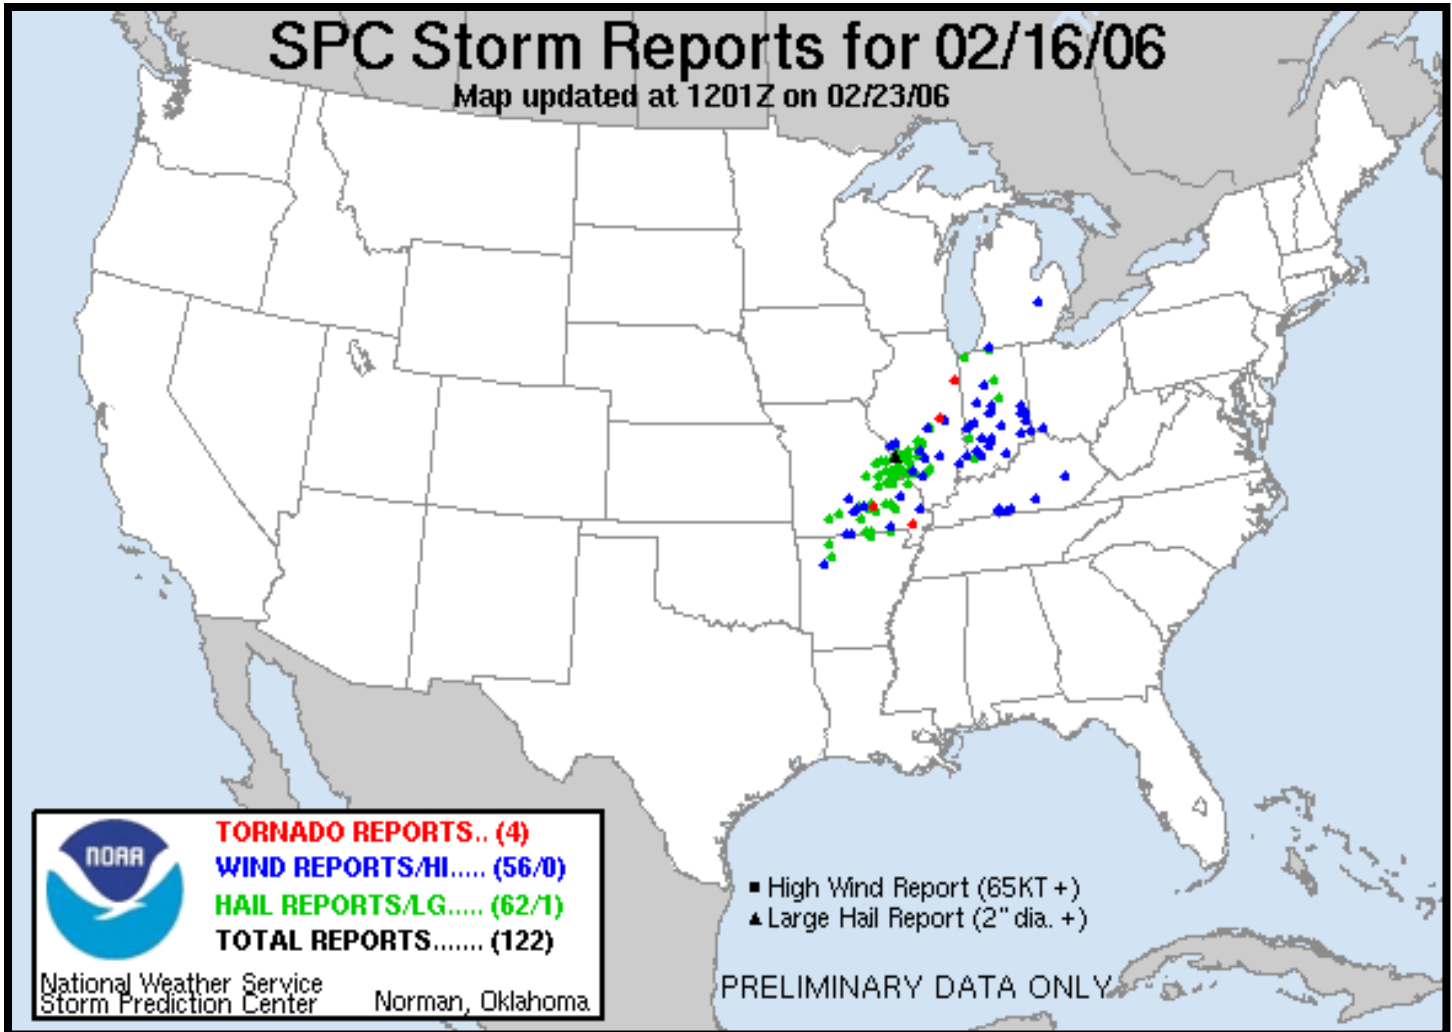 SPC Storm Reports for 02/16/06
Map updated at 1201Z on 02/23/06
NOAA
TORNADO REPORTS.. (4)
WIND REPORTS/HI..... (56/0)
HAIL REPORTS/LG..... (62/1)
TOTAL REPORTS....... (122)
National Weather Service
Storm Prediction Center
Norman, Oklahoma
High Wind Report (65KT +)
Large Hail Report (2" dia. +)
PRELIMINARY DATA ONLY